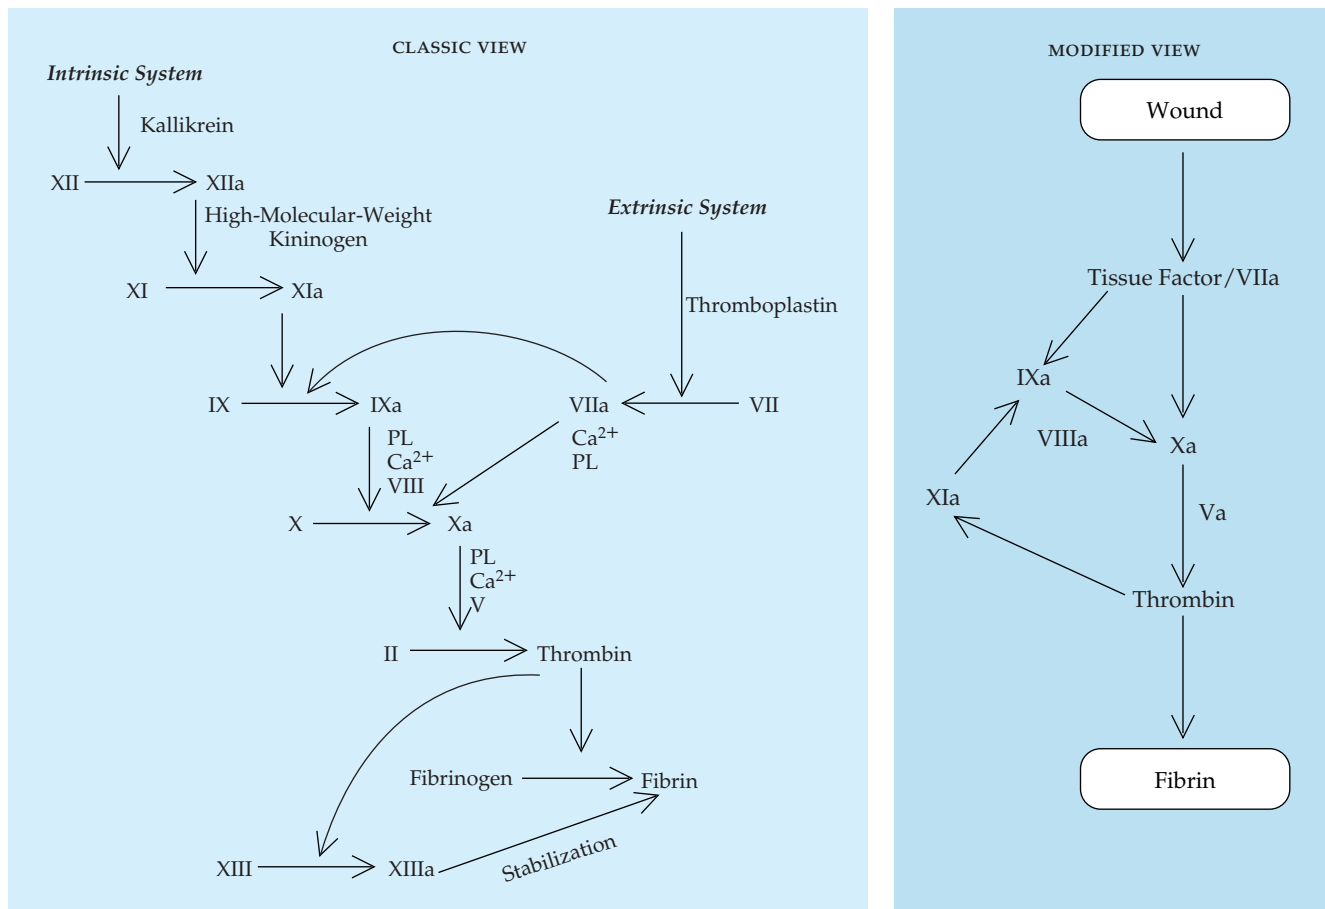 CLASSIC VIEW
Intrinsic System
Kallikrein
XII
XIIa
High-Molecular-Weight
Kininogen
Extrinsic System
XI
XIa
Thromboplastin
IX
IXa
VIIa
VII
PL
Ca2+
VIII
Ca2+
PL
X
Xa
PL
Ca2+
V
II
Thrombin
Fibrinogen
Fibrin
XIII
XIIIa
Stabilization
MODIFIED VIEW
Wound
Tissue Factor/VIIa
IXa
VIIIa
Xa
XIa
Va
Thrombin
Fibrin